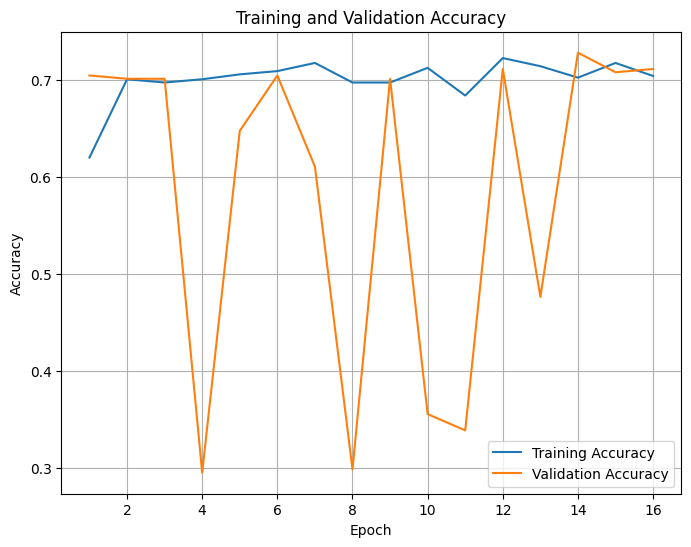 Training and Validation Accuracy
Accuracy
0.7
0.6
0.5
0.4
0.3
2 4 6 8 10 12 14 16
Epoch
Training Accuracy
Validation Accuracy